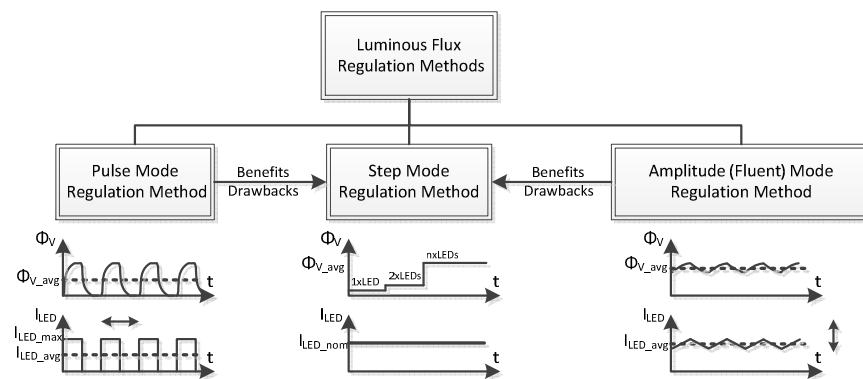 Luminous Flux
Regulation Methods
Pulse Mode
Regulation Method
Benefits
Drawbacks
Step Mode
Regulation Method
Benefits
Drawbacks
Amplitude (Fluent) Mode
Regulation Method
ΦV
ΦV_avg
t
ILED
ILED_max
ILED_avg
t
ΦV
ΦV_avg
1xLED
2xLEDs
nxLEDs
t
ILED
ILED_nom
t
ΦV
ΦV_avg
t
ILED
ILED_avg
t